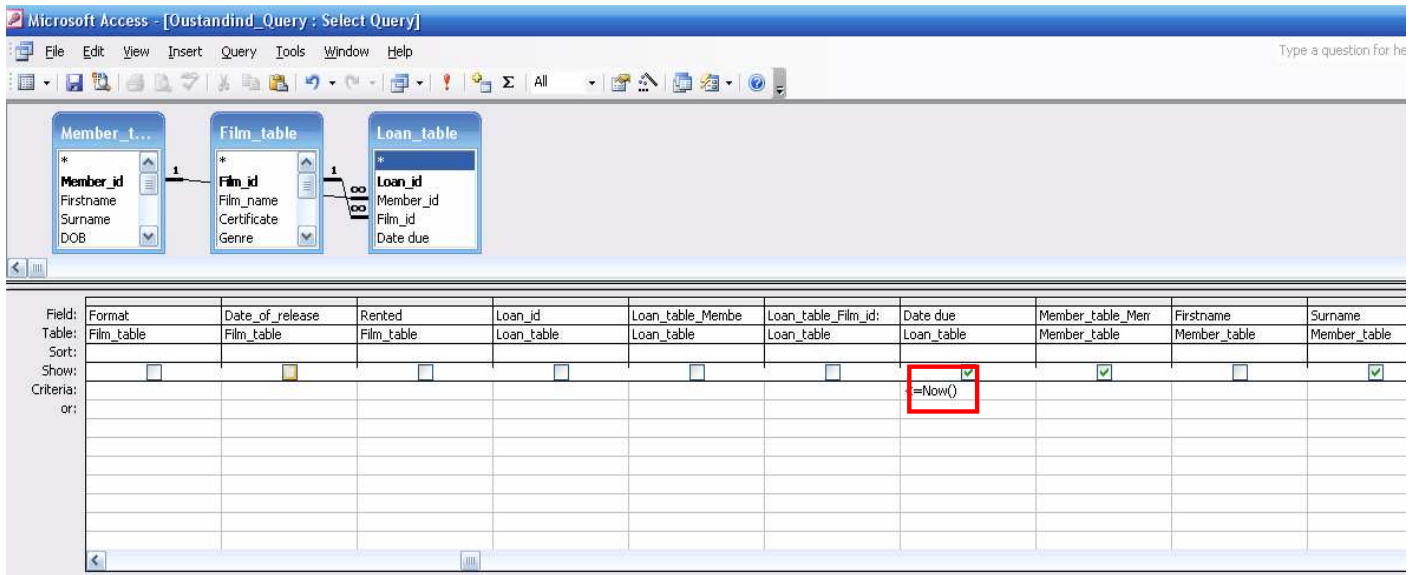 Microsoft Access - [Oustandind_Query : Select Query]
File Edit View Insert Query Tools Window Help Type a question for he
All
Member_t... Film_table Loan_table
* * *
Member_id 1 Film_id 1 Loan_id
Firstname Film_name ∞ Member_id
Surname Certificate ∞ Film_id
DOB Genre Date due
Field: Format Date_of_release Rented Loan_id Loan_table_Membe Loan_table_Film_id: Date due Member_table_Mem Firstname Surname
Table: Film_table Film_table Film_table Loan_table Loan_table Loan_table Loan_table Member_table Member_table Member_table
Sort:
Show:
Criteria: <=Now()
or: